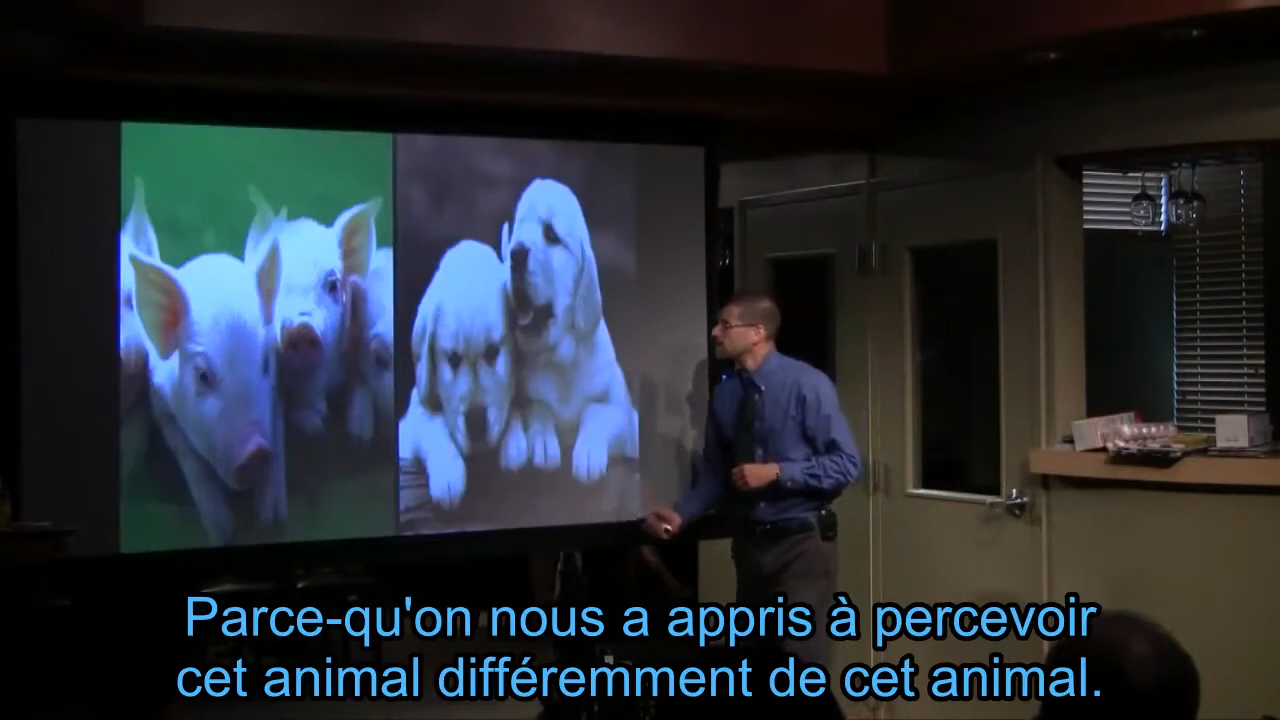 Parce-qu'on nous a appris à percevoir
cet animal différemment de cet animal.